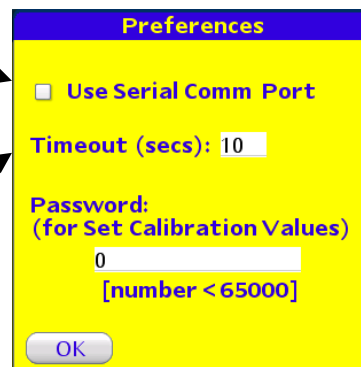 Preferences
Use Serial Comm Port
Timeout (secs): 10
Password:
(for Set Calibration Values)
0
[number < 65000]
OK